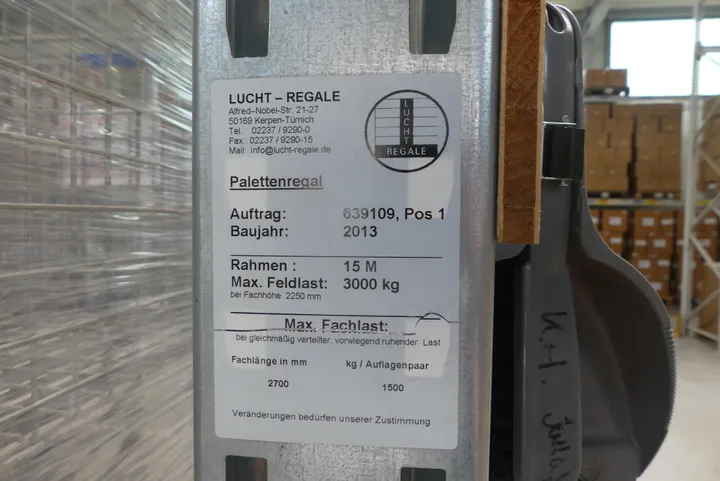 LUCHT – REGALE
Alfred–Nobel-Str. 21-27
50169 Kerpen-Türnich
Tel.: 02237 / 9290-0
Fax.: 02237 / 9290-15
Mail info@lucht-regale.de
LUCHT
REGALE
Palettenregal
Auftrag: 639109, Pos 1
Baujahr: 2013
Rahmen : 15 M
Max. Feldlast: 3000 kg
bei Fachhöhe 2250 mm
Max. Fachlast:
bei gleichmäßig verteilter, vorwiegend ruhender Last
Fachlänge in mm kg / Auflagenpaar
2700 1500
Veränderungen bedürfen unserer Zustimmung
K.H.